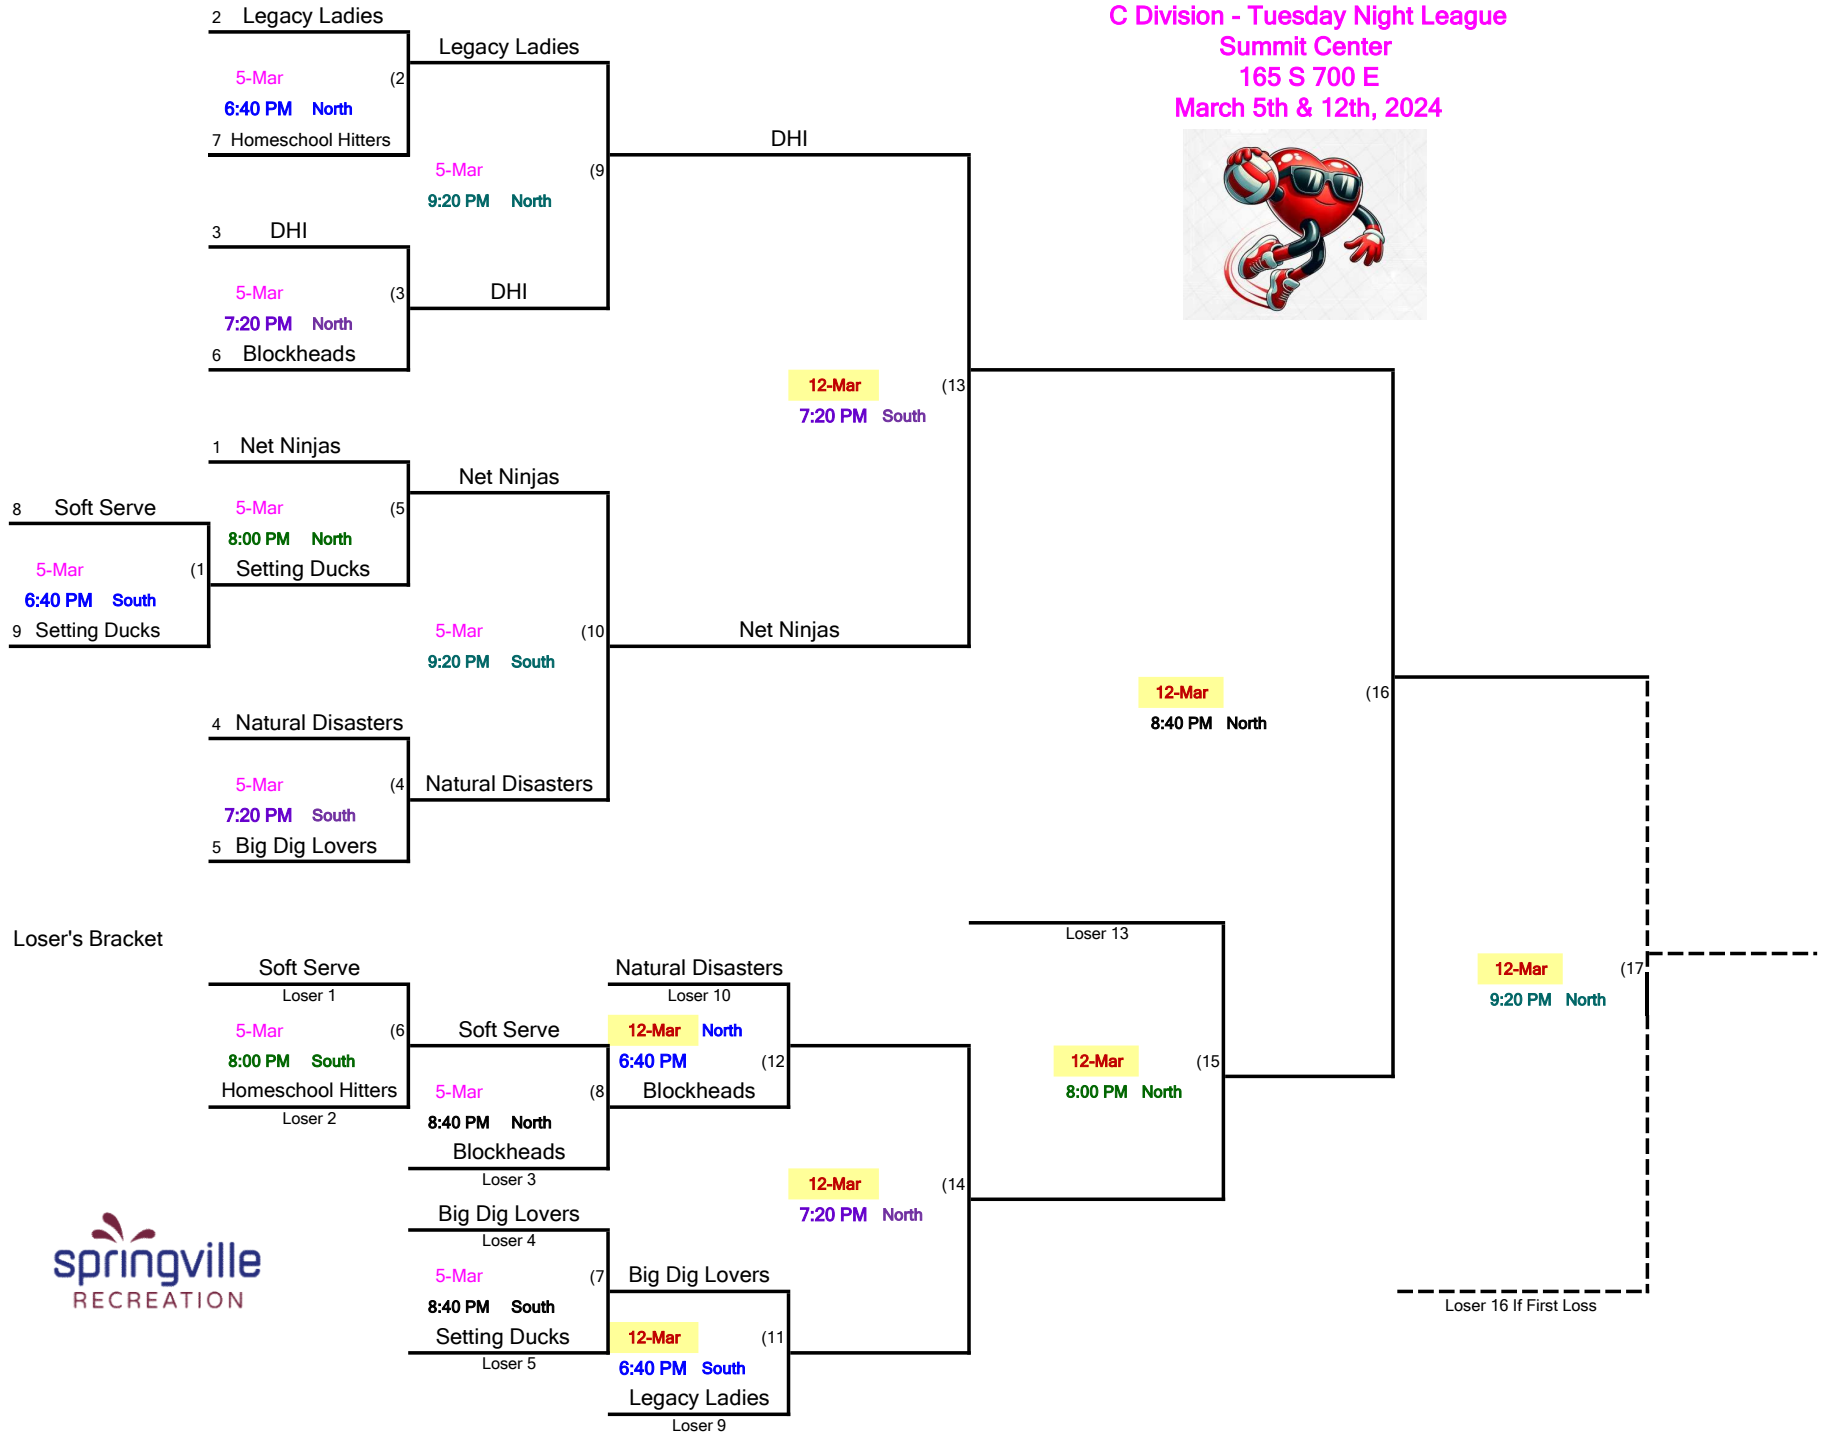 C Division - Tuesday Night League
Summit Center
165 S 700 E
March 5th & 12th, 2024
2 Legacy Ladies
Legacy Ladies
5-Mar (2
6:40 PM North
7 Homeschool Hitters
DHI
5-Mar (9
9:20 PM North
3 DHI
5-Mar (3
DHI
7:20 PM North
6 Blockheads
12-Mar (13
7:20 PM South
1 Net Ninjas
Net Ninjas
8 Soft Serve
5-Mar (5
8:00 PM North
5-Mar (1
Setting Ducks
6:40 PM South
9 Setting Ducks
5-Mar (10
Net Ninjas
9:20 PM South
12-Mar (16
8:40 PM North
4 Natural Disasters
5-Mar (4
Natural Disasters
7:20 PM South
5 Big Dig Lovers
Loser's Bracket
Loser 13
Soft Serve
Loser 1
Natural Disasters
Loser 10
12-Mar (17
9:20 PM North
5-Mar (6
Soft Serve
12-Mar North
8:00 PM South
6:40 PM (12
12-Mar (15
8:00 PM North
Homeschool Hitters
Loser 2
5-Mar (8
Blockheads
8:40 PM North
Blockheads
Loser 3
12-Mar (14
7:20 PM North
Big Dig Lovers
Loser 4
5-Mar (7
Big Dig Lovers
8:40 PM South
Setting Ducks
Loser 5
12-Mar (11
6:40 PM South
Legacy Ladies
Loser 9
Loser 16 If First Loss
springville
RECREATION